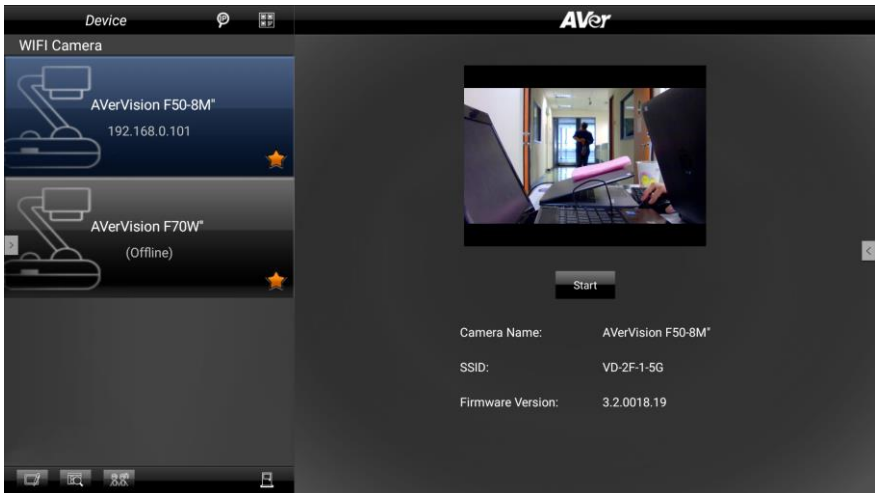 Device
WIFI Camera
AVerVision F50-8M"
192.168.0.101
AVerVision F70W"
(Offline)
AVer
Start
Camera Name: AVerVision F50-8M"
SSID: VD-2F-1-5G
Firmware Version: 3.2.0018.19